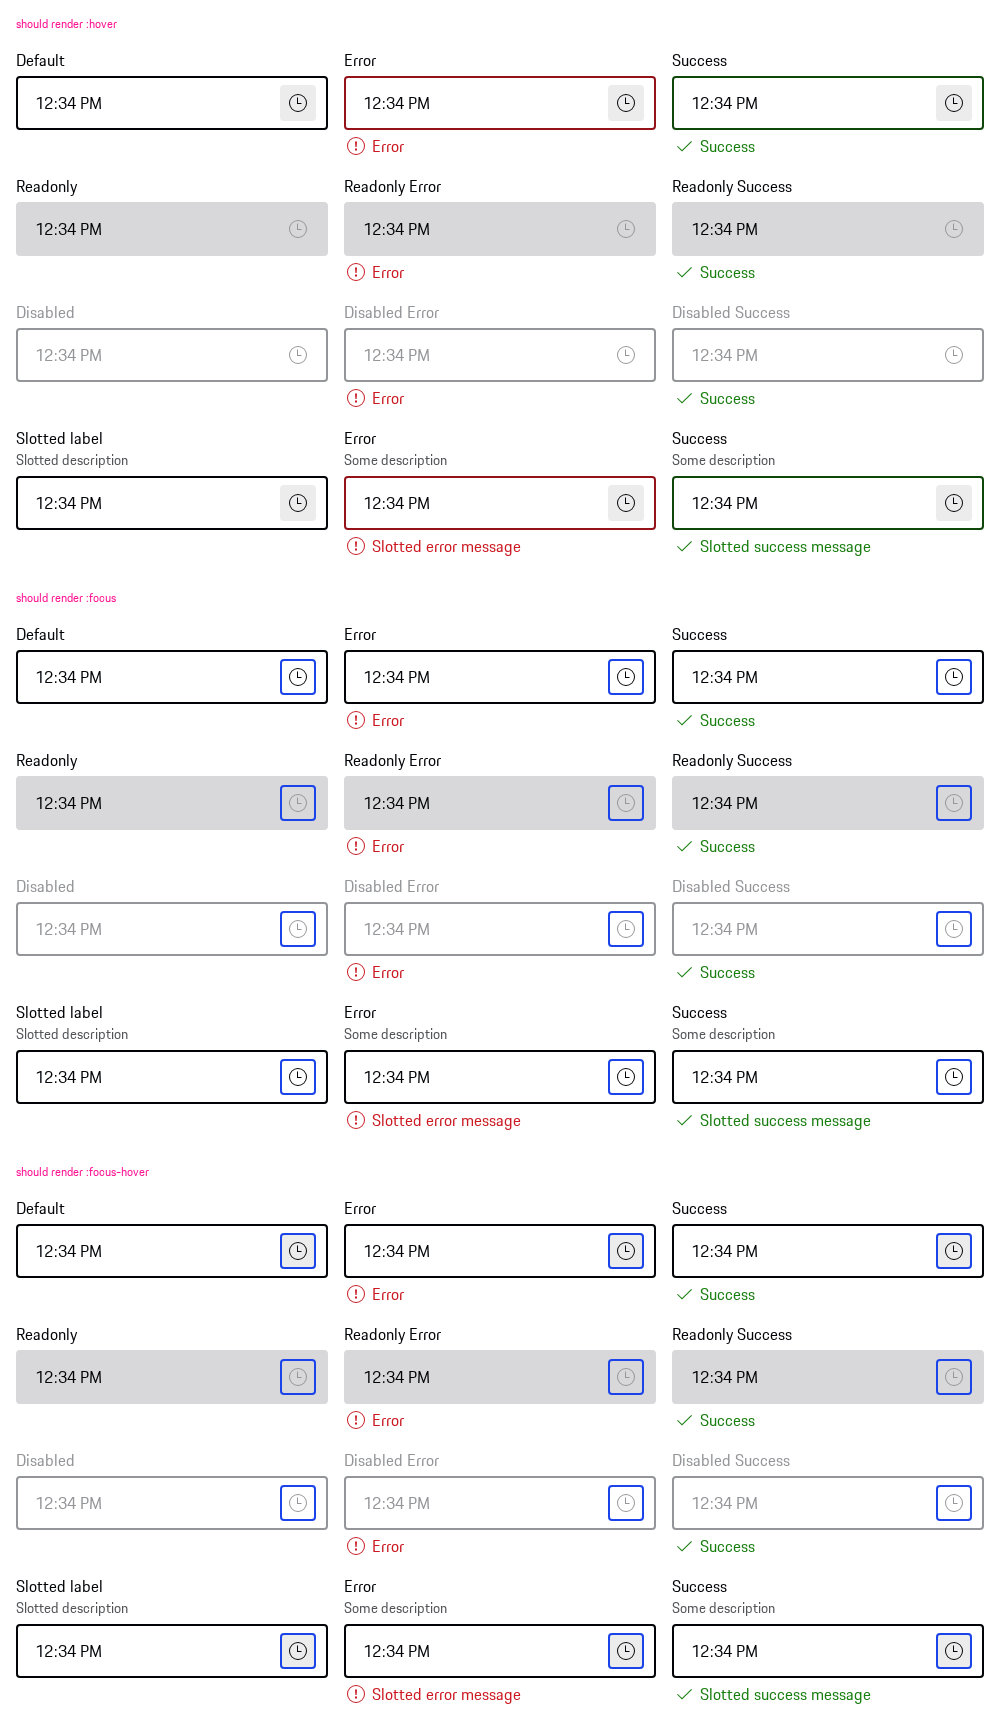 should render :hover
Default Error Success
12:34 PM 12:34 PM 12:34 PM
Error Success
Readonly Readonly Error Readonly Success
12:34 PM 12:34 PM 12:34 PM
Error Success
Disabled Disabled Error Disabled Success
12:34 PM 12:34 PM 12:34 PM
Error Success
Slotted label Error Success
Slotted description Some description Some description
12:34 PM 12:34 PM 12:34 PM
Slotted error message Slotted success message
should render :focus
Default Error Success
12:34 PM 12:34 PM 12:34 PM
Error Success
Readonly Readonly Error Readonly Success
12:34 PM 12:34 PM 12:34 PM
Error Success
Disabled Disabled Error Disabled Success
12:34 PM 12:34 PM 12:34 PM
Error Success
Slotted label Error Success
Slotted description Some description Some description
12:34 PM 12:34 PM 12:34 PM
Slotted error message Slotted success message
should render :focus-hover
Default Error Success
12:34 PM 12:34 PM 12:34 PM
Error Success
Readonly Readonly Error Readonly Success
12:34 PM 12:34 PM 12:34 PM
Error Success
Disabled Disabled Error Disabled Success
12:34 PM 12:34 PM 12:34 PM
Error Success
Slotted label Error Success
Slotted description Some description Some description
12:34 PM 12:34 PM 12:34 PM
Slotted error message Slotted success message